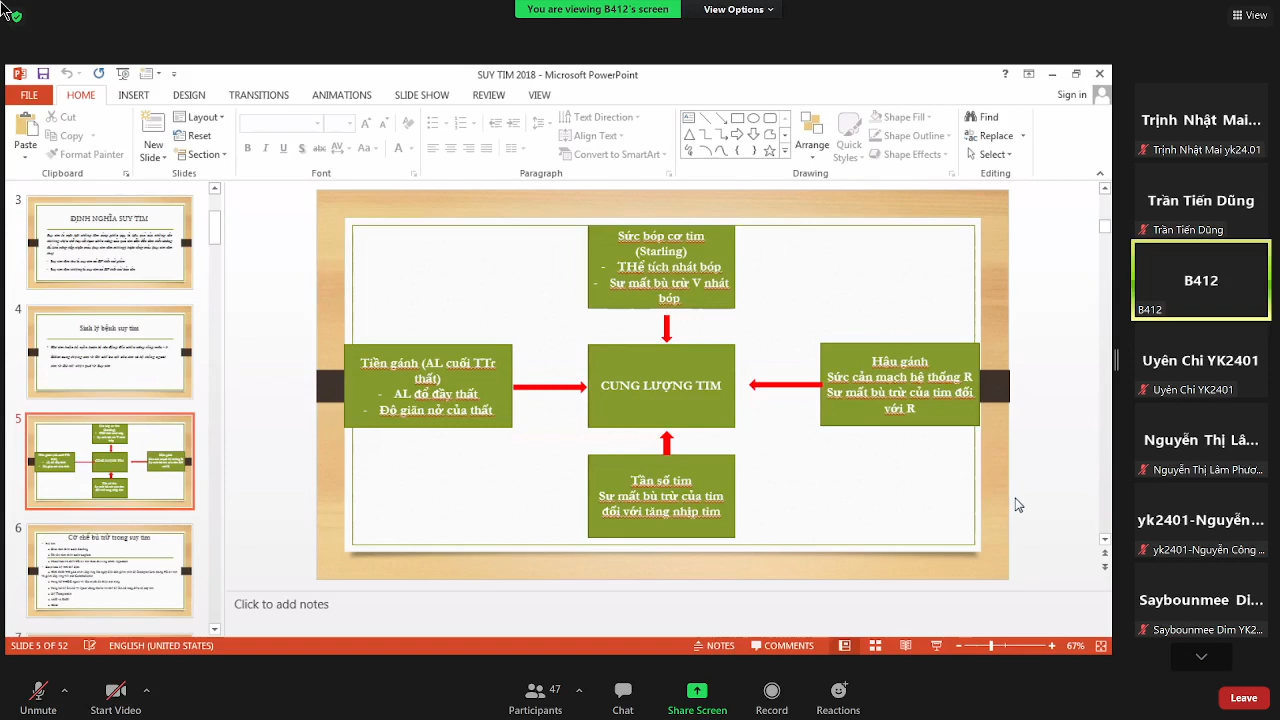 You are viewing B412's screen
View Options
View
SUY TIM 2018 - Microsoft PowerPoint
FILE
HOME
INSERT
DESIGN
TRANSITIONS
ANIMATIONS
SLIDE SHOW
REVIEW
VIEW
Sign in
Paste
Cut
Copy
Format Painter
Clipboard
New
Slide
Layout
Reset
Section
Slides
B I U S abc AV Aa A
Font
Text Direction
Align Text
Convert to SmartArt
Paragraph
Arrange
Quick
Styles
Shape Fill
Shape Outline
Shape Effects
Drawing
Find
Replace
Select
Editing
3
ĐỊNH NGHĨA SUY TIM
4
Sinh lý bệnh suy tim
5
6
Cơ chế bù trừ trong suy tim
Sức bóp cơ tim
(Starling)
- THể tích nhát bóp
- Sự mất bù trừ V nhát
bóp
Tiền gánh (AL cuối TTr
thất)
- AL đổ đầy thất
- Độ giãn nở của thất
CUNG LƯỢNG TIM
Hậu gánh
Sức cản mạch hệ thống R
Sự mất bù trừ của tim đối
với R
Tần số tim
Sự mất bù trừ của tim
đối với tăng nhịp tim
Click to add notes
SLIDE 5 OF 52
ENGLISH (UNITED STATES)
NOTES
COMMENTS
67%
Trịnh Nhật Mai...
Trịnh Nhật Mai yk24.01
Trần Tiến Dũng
Trần Tiến Dũng
B412
B412
Uyên Chi YK2401
Uyên Chi YK2401
Nguyễn Thị Lâ...
Nguyễn Thị Lâm Phươ...
yk2401-Nguyễn...
yk2401-Nguyễn Thị...
Saybounmee Di...
Saybounmee Dim YK2...
Unmute
Start Video
47
Participants
Chat
Share Screen
Record
Reactions
Leave